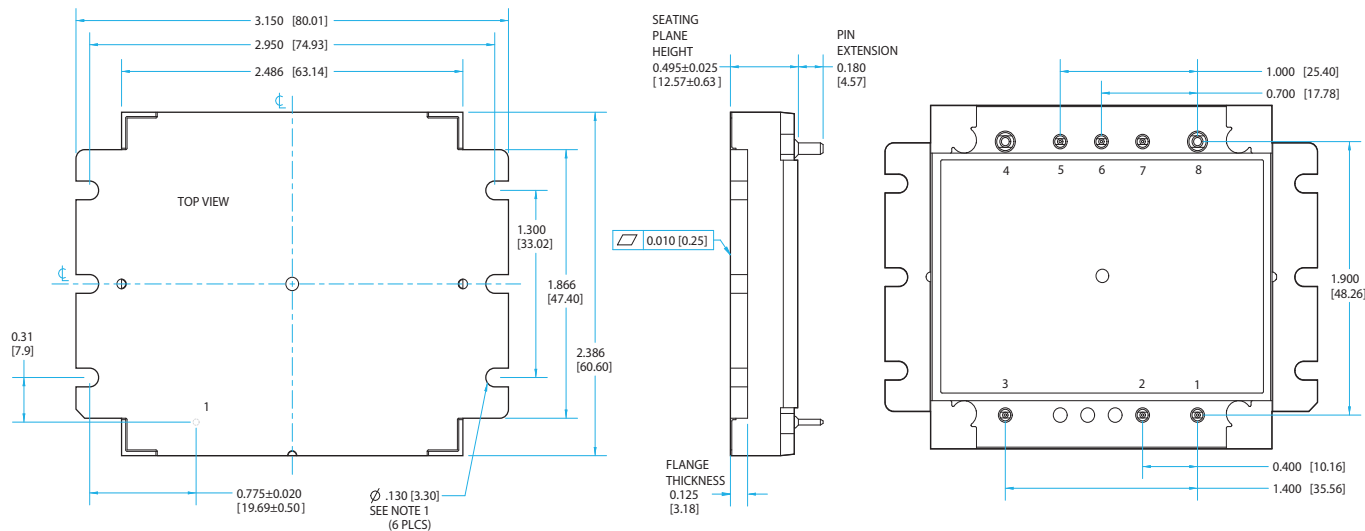 3.150 [80.01]
2.950 [74.93]
2.486 [63.14]
℄
TOP VIEW
1.300
[33.02]
℄
1.866
[47.40]
0.31
[7.9]
2.386
[60.60]
1
0.775±0.020
[19.69±0.50]
Ø .130 [3.30]
SEE NOTE 1
(6 PLCS)
SEATING
PLANE
HEIGHT
0.495±0.025
[12.57±0.63]
PIN
EXTENSION
0.180
[4.57]
⏥ 0.010 [0.25]
FLANGE
THICKNESS
0.125
[3.18]
1.000 [25.40]
0.700 [17.78]
4 5 6 7 8
1.900
[48.26]
3 2 1
0.400 [10.16]
1.400 [35.56]